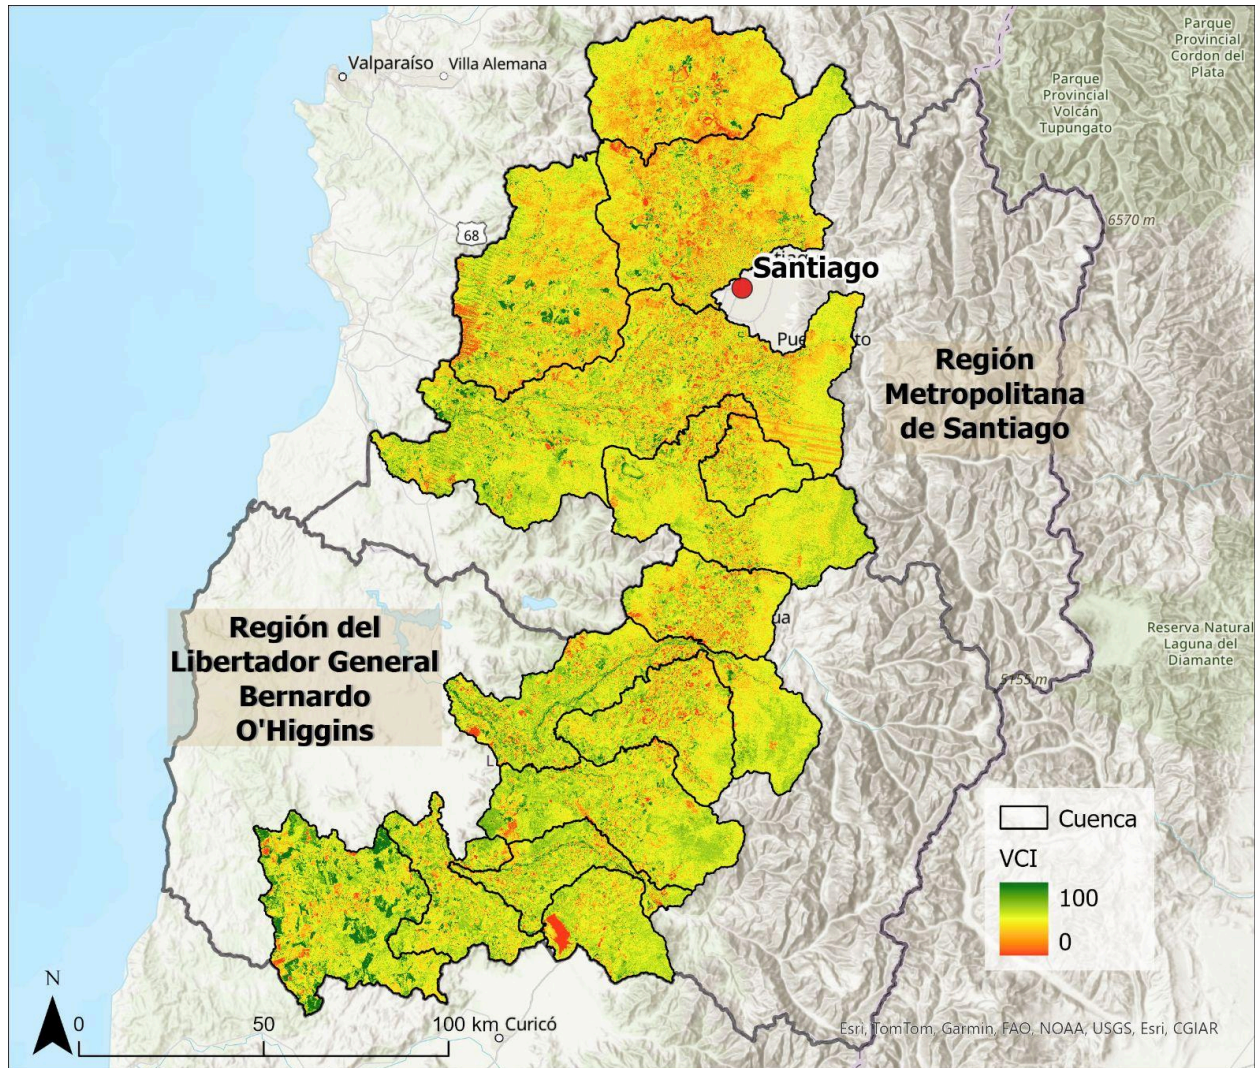 Parque
Provincial
Cordon del
Plata
Valparaíso
Villa Alemana
Parque
Provincial
Volcán
Tupungato
6570 m
68
Santiago
Región
Metropolitana
de Santiago
Región del
Libertador General
Bernardo
O'Higgins
Reserva Natural
Laguna del
Diamante
5155 m
Cuenca
VCI
100
0
N
0
50
100 km
Curicó
Esri, TomTom, Garmin, FAO, NOAA, USGS, Esri, CGIAR